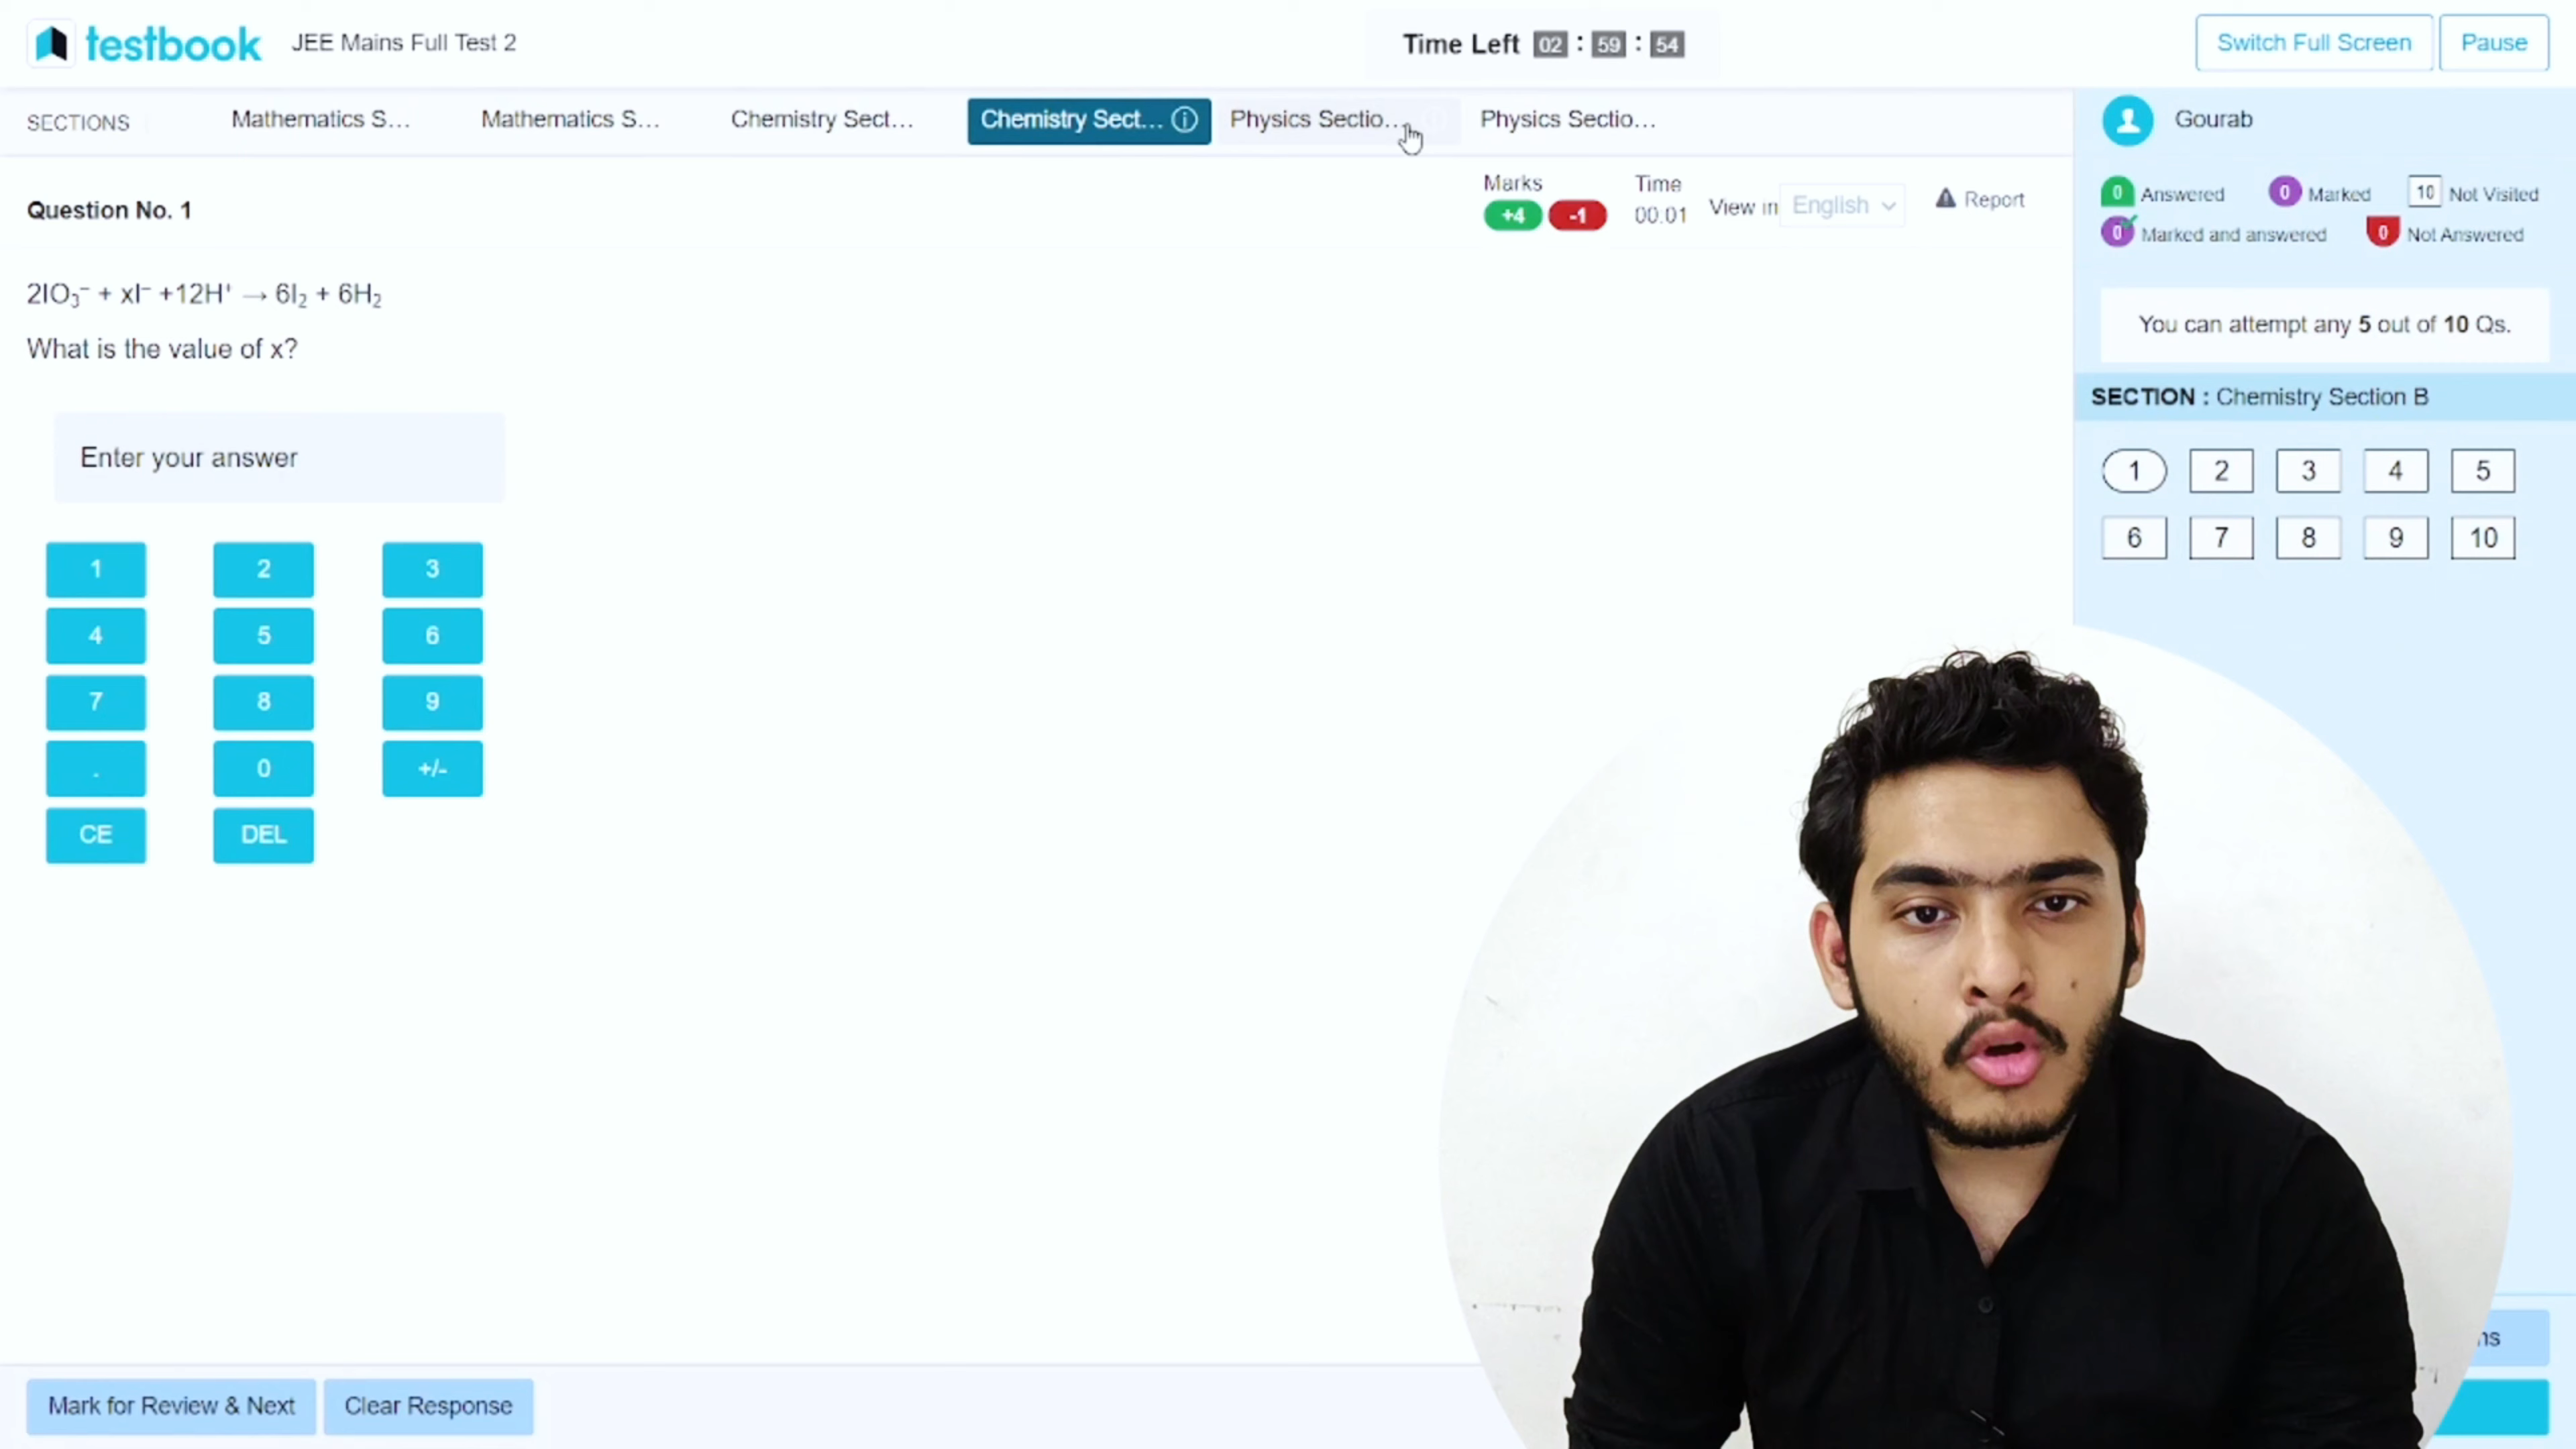 testbook JEE Mains Full Test 2 Time Left 02 : 59 : 54 Switch Full Screen Pause
SECTIONS Mathematics S... Mathematics S... Chemistry Sect... Chemistry Sect... Physics Sectio... Physics Sectio...
Gourab
Question No. 1
Marks
+4 -1
Time
00:01
View in English
Report
0 Answered 0 Marked 10 Not Visited
0 Marked and answered 0 Not Answered
2IO₃⁻ + xI⁻ +12H⁺ → 6I₂ + 6H₂
What is the value of x?
You can attempt any 5 out of 10 Qs.
SECTION : Chemistry Section B
Enter your answer
1 2 3 4 5
6 7 8 9 10
1 2 3
4 5 6
7 8 9
. 0 +/-
CE DEL
Mark for Review & Next Clear Response